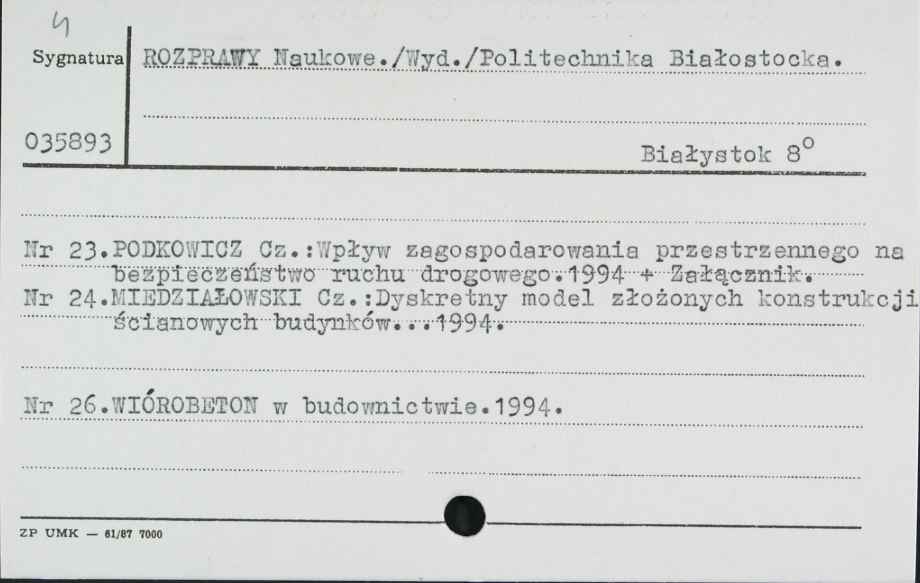 4
Sygnatura
ROZPRAWY Naukowe./Wyd./Politechnika Białostocka.
035893
Białystok 8°
Nr 23.PODKOWICZ Cz.:Wpływ zagospodarowania przestrzennego na
bezpieczeństwo ruchu drogowego.1994 + Załącznik.
Nr 24.MIEDZIAŁOWSKI Cz.:Dyskretny model złożonych konstrukcji
ścianowych budynków...1994.
Nr 26.WIÓROBETON w budownictwie.1994.
ZP UMK — 61/87 7000